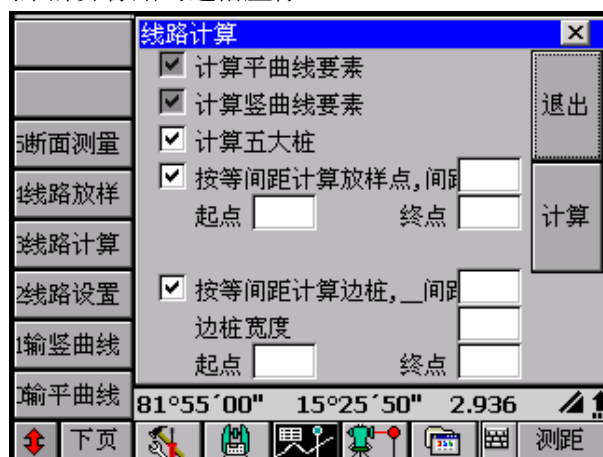 线路计算
计算平曲线要素
计算竖曲线要素
退出
5断面测量
计算五大桩
按等间距计算放样点,间距
4线路放样
起点
终点
计算
3线路计算
2线路设置
按等间距计算边桩,__间距
边桩宽度
1输竖曲线
起点
终点
输平曲线
81°55′00" 15°25′50" 2.936
下页
测距